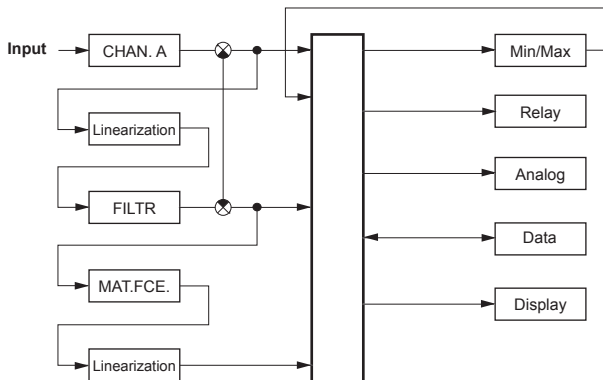 Input
CHAN. A
Min/Max
Linearization
Relay
Analog
FILTR
Data
MAT.FCE.
Display
Linearization